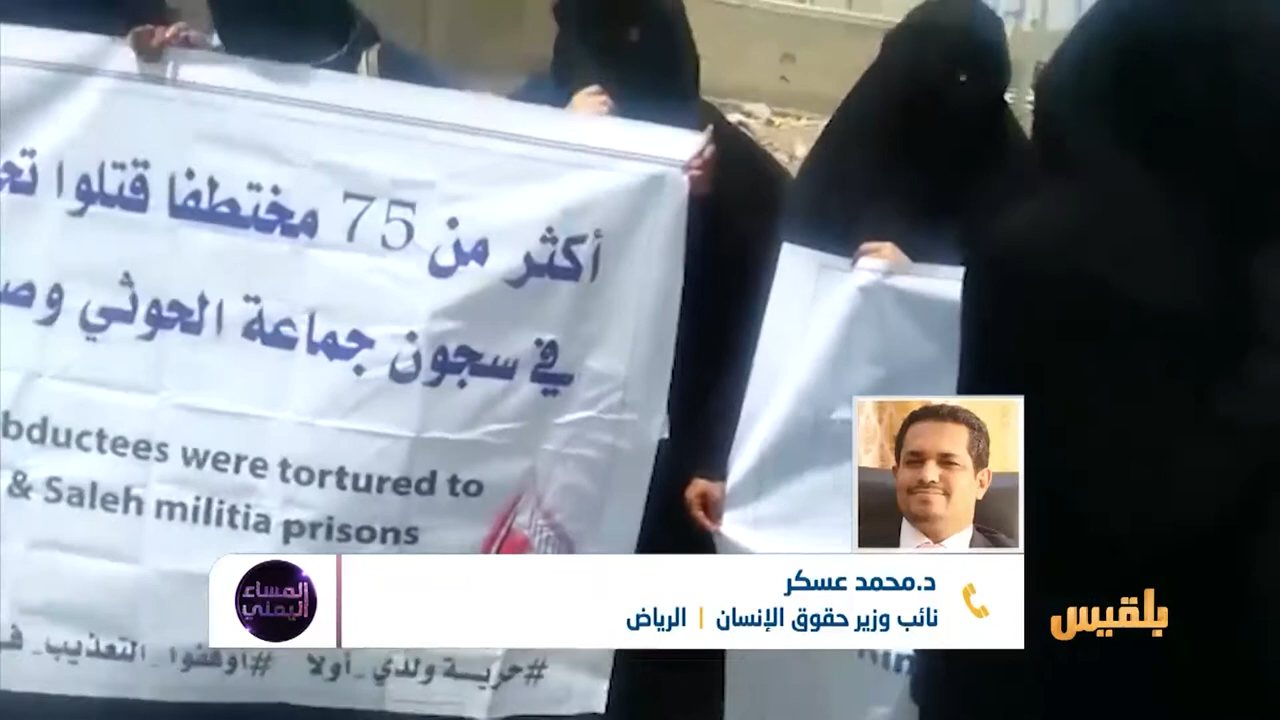 أكثر من 75 مختطفا قتلوا
في سجون جماعة الحوثي
bductees were tortured to
& Saleh militia prisons
#حرية_ولدي_أولا #أوقفوا_التعذيب_ف
المساء
اليمني
د.محمد عسكر
نائب وزير حقوق الإنسان | الرياض
بلقيس